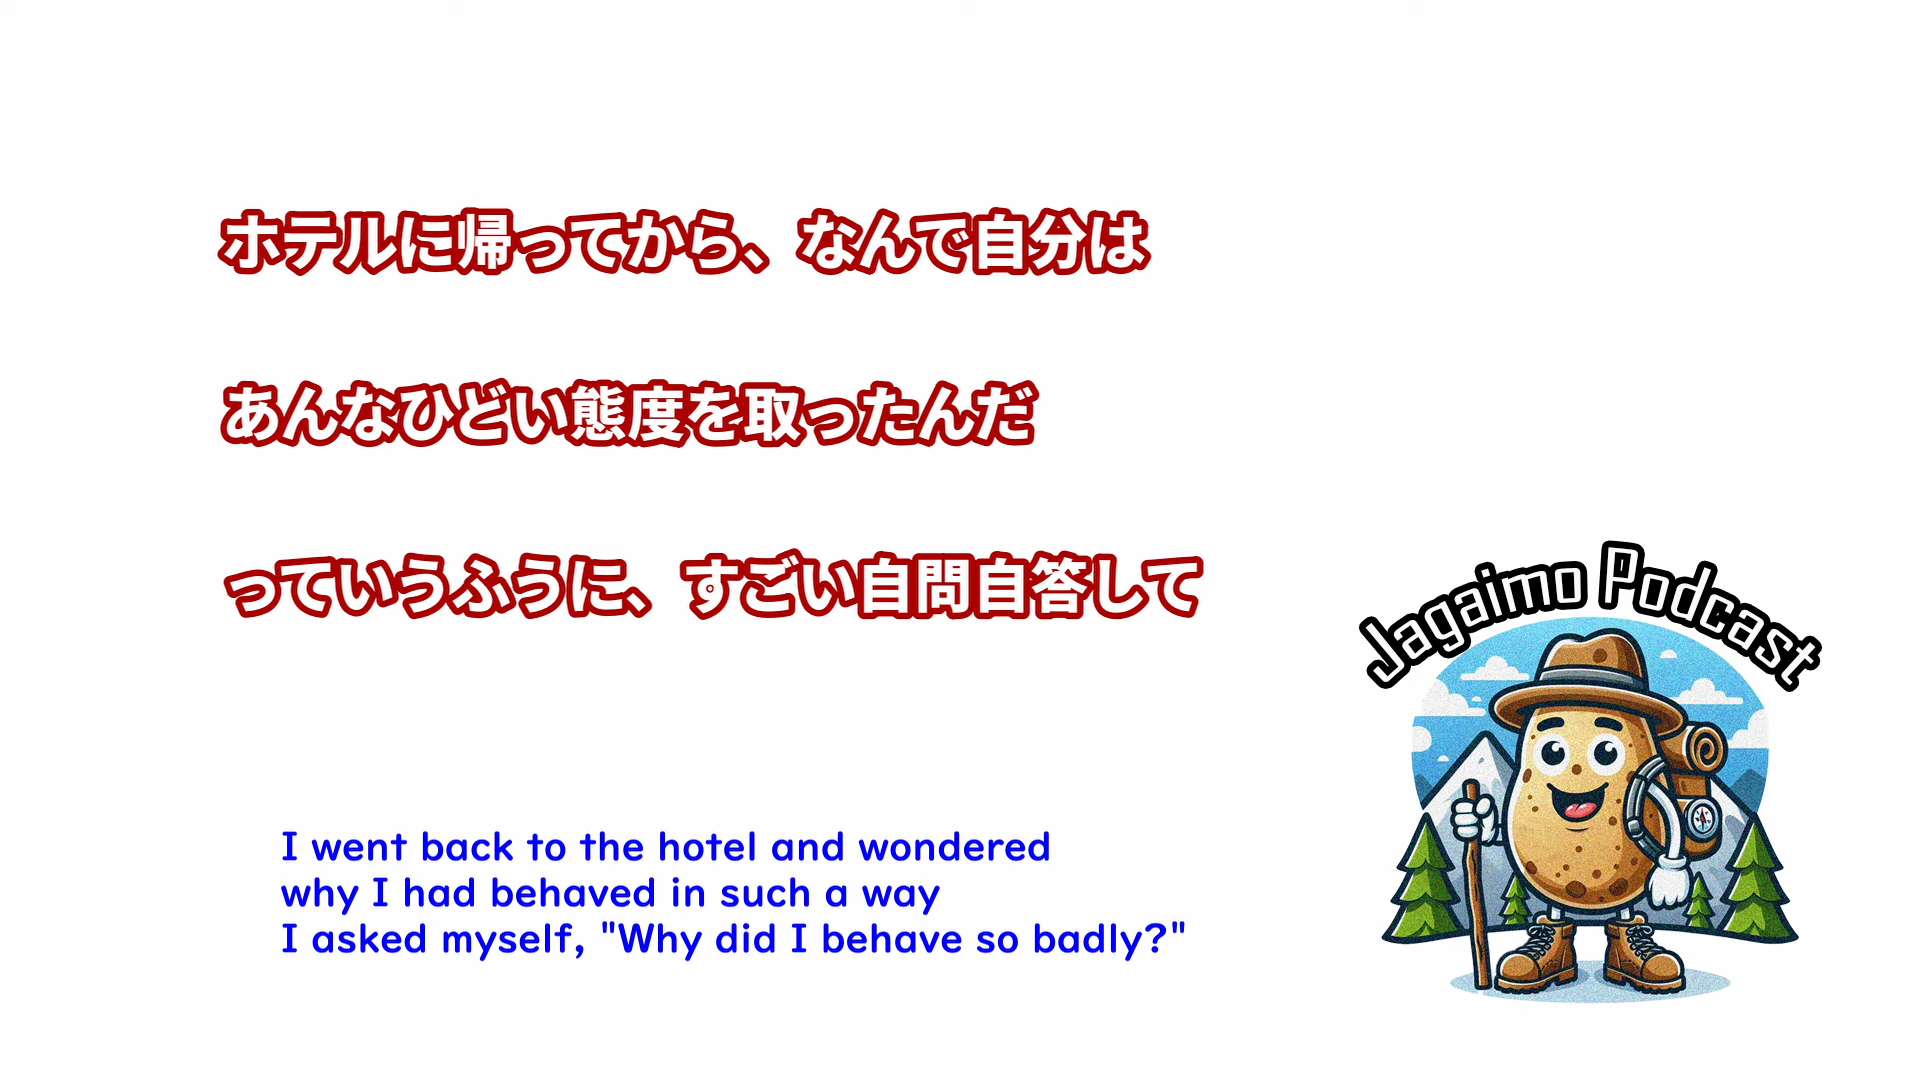 ホテルに帰ってから、なんで自分は
あんなひどい態度を取ったんだ
っていうふうに、すごい自問自答して
Jagaimo Podcast
I went back to the hotel and wondered
why I had behaved in such a way
I asked myself, "Why did I behave so badly?"